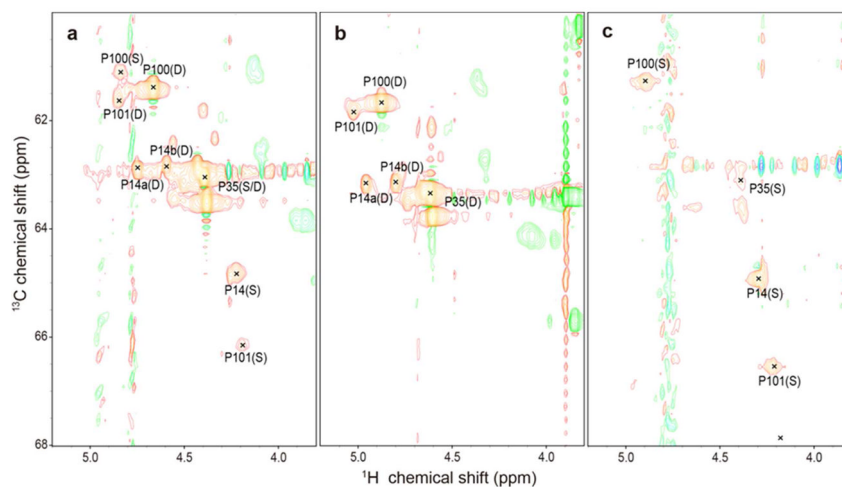 a
P100(S)
P100(D)
P101(D)
P14b(D)
P14a(D)
P35(S/D)
P14(S)
P101(S)
b
P100(D)
P101(D)
P14b(D)
P14a(D)
P35(D)
c
P100(S)
P35(S)
P14(S)
P101(S)
62
64
66
68
¹³C chemical shift (ppm)
5.0 4.5 4.0 5.0 4.5 4.0 5.0 4.5 4.0
¹H chemical shift (ppm)